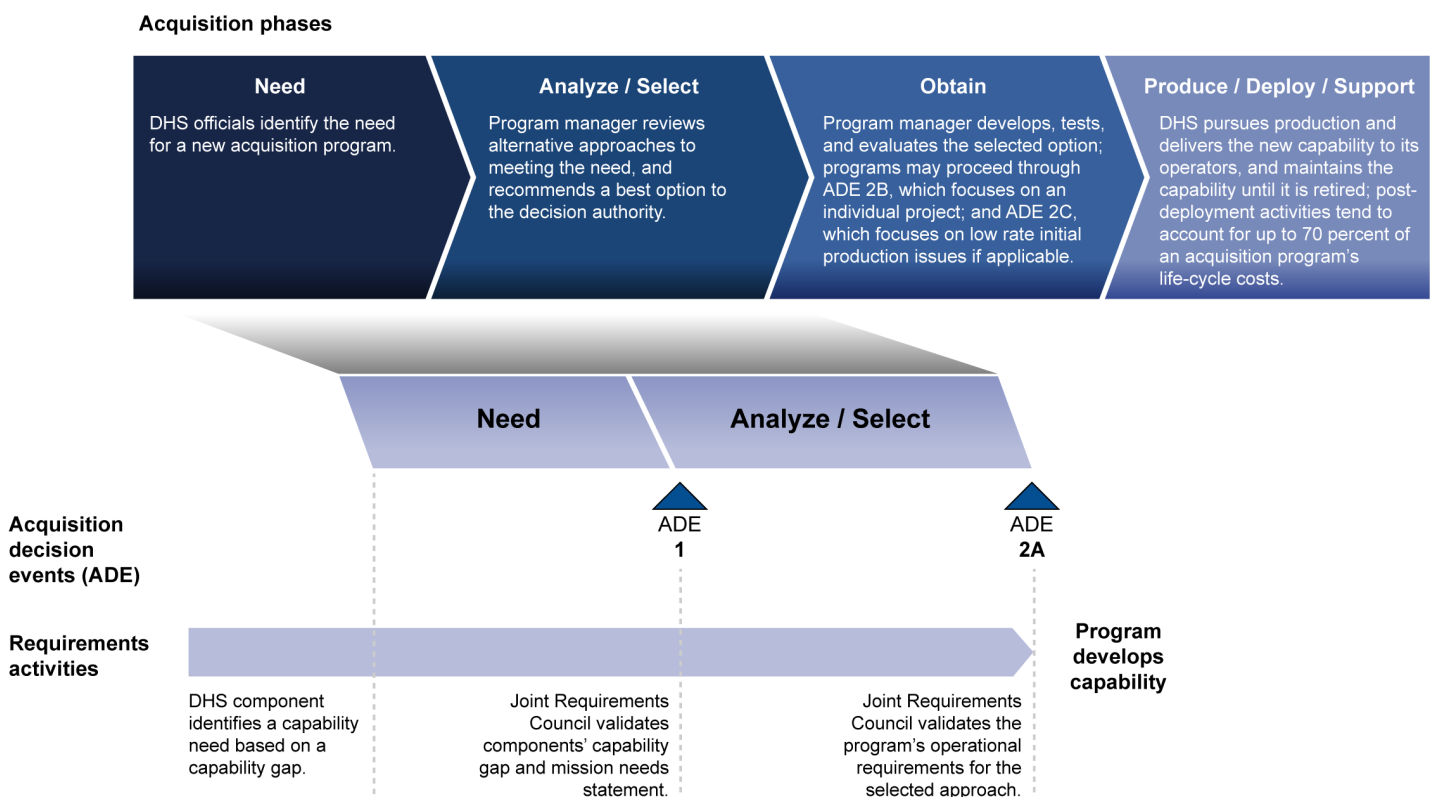 Acquisition phases
Need
DHS officials identify the need
for a new acquisition program.
Analyze / Select
Program manager reviews
alternative approaches to
meeting the need, and
recommends a best option to
the decision authority.
Obtain
Program manager develops, tests,
and evaluates the selected option;
programs may proceed through
ADE 2B, which focuses on an
individual project; and ADE 2C,
which focuses on low rate initial
production issues if applicable.
Produce / Deploy / Support
DHS pursues production and
delivers the new capability to its
operators, and maintains the
capability until it is retired; post-
deployment activities tend to
account for up to 70 percent of
an acquisition program’s
life-cycle costs.
Need
Analyze / Select
Acquisition
decision
events (ADE)
ADE
1
ADE
2A
Requirements
activities
Program
develops
capability
DHS component
identifies a capability
need based on a
capability gap.
Joint Requirements
Council validates
components’ capability
gap and mission needs
statement.
Joint Requirements
Council validates the
program’s operational
requirements for the
selected approach.